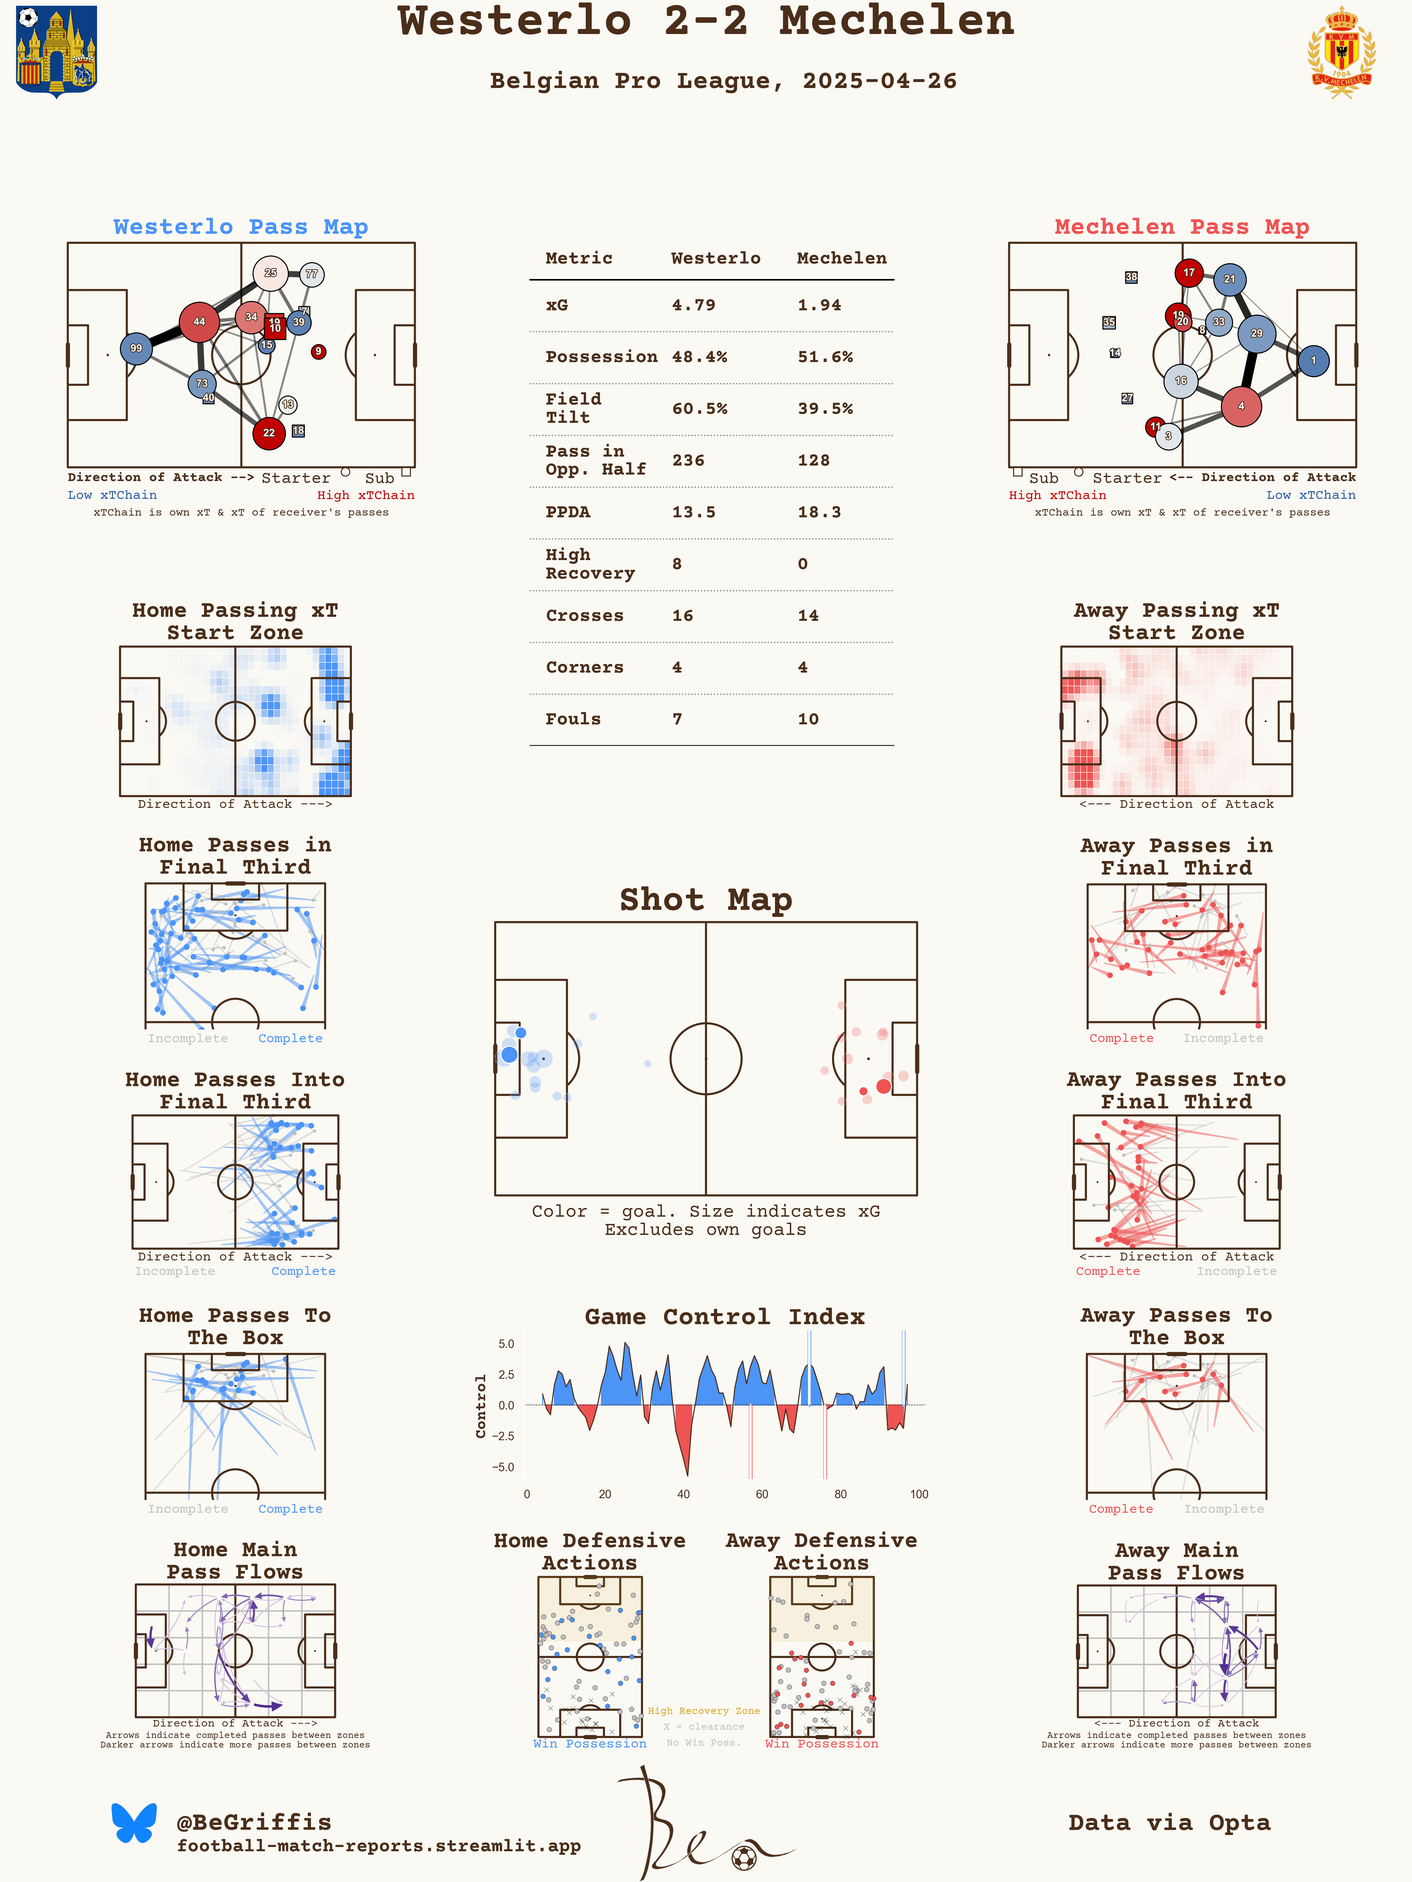 Westerlo 2-2 Mechelen
Belgian Pro League, 2025-04-26
K V M
1904
K.V. MECHELEN
Westerlo Pass Map
25
77
44
34
7
19
10
39
99
15
9
73
40
13
22
18
Direction of Attack --> Starter Sub
Low xTChain High xTChain
xTChain is own xT & xT of receiver's passes
Metric Westerlo Mechelen
xG 4.79 1.94
Possession 48.4% 51.6%
Field
Tilt 60.5% 39.5%
Pass in
Opp. Half 236 128
PPDA 13.5 18.3
High
Recovery 8 0
Crosses 16 14
Corners 4 4
Fouls 7 10
Mechelen Pass Map
38
17
21
35
19
20
8
33
29
14
1
16
27
4
11
3
Sub Starter <-- Direction of Attack
High xTChain Low xTChain
xTChain is own xT & xT of receiver's passes
Home Passing xT
Start Zone
Direction of Attack --->
Away Passing xT
Start Zone
<--- Direction of Attack
Home Passes in
Final Third
Incomplete Complete
Away Passes in
Final Third
Complete Incomplete
Shot Map
Color = goal. Size indicates xG
Excludes own goals
Home Passes Into
Final Third
Direction of Attack --->
Incomplete Complete
Away Passes Into
Final Third
<--- Direction of Attack
Complete Incomplete
Home Passes To
The Box
Incomplete Complete
Game Control Index
Control
5.0
2.5
0.0
−2.5
−5.0
0 20 40 60 80 100
Away Passes To
The Box
Complete Incomplete
Home Main
Pass Flows
Direction of Attack --->
Arrows indicate completed passes between zones
Darker arrows indicate more passes between zones
Home Defensive
Actions
Win Possession
High Recovery Zone
X = clearance
No Win Poss.
Away Defensive
Actions
Win Possession
Away Main
Pass Flows
<--- Direction of Attack
Arrows indicate completed passes between zones
Darker arrows indicate more passes between zones
@BeGriffis
football-match-reports.streamlit.app
Ben
Data via Opta